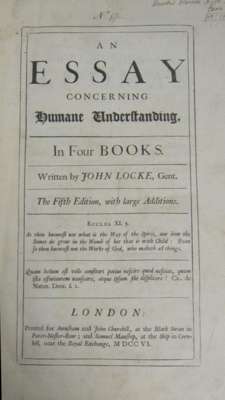 No. 17.
AN
ESSAY
CONCERNING
Humane Understanding.
In Four BOOKS.
Written by JOHN LOCKE, Gent.
The Fifth Edition, with large Additions.
ECCLES. XI. 5.
As thou knowest not what is the Way of the Spirit, nor how the
Bones do grow in the Womb of her that is with Child: Even
so thou knowest not the Works of God, who maketh all things.
Quam bellum est velle confiteri potius nescire quod nescias, quam
ista effutientem nauseare, atque ipsum sibi displicere! Cic. de
Natur. Deor. l. 1.
LONDON:
Printed for Awnsham and John Churchill, at the Black Swan in
Pater-Noster-Row; and Samuel Manship, at the Ship in Corn-
hill, near the Royal Exchange, MDCCVI.